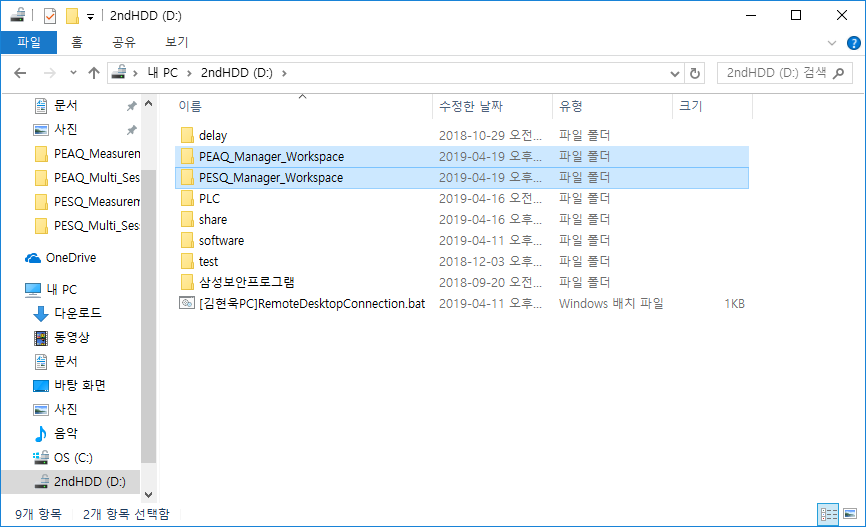 2ndHDD (D:)
파일 홈 공유 보기
내 PC 2ndHDD (D:) 2ndHDD (D:) 검색
이름 수정한 날짜 유형 크기
문서
사진
PEAQ_Measuremen
PEAQ_Multi_Ses
PESQ_Measurem
PESQ_Multi_Ses
OneDrive
내 PC
다운로드
동영상
문서
바탕 화면
사진
음악
OS (C:)
2ndHDD (D:)
delay 2018-10-29 오전... 파일 폴더
PEAQ_Manager_Workspace 2019-04-19 오후... 파일 폴더
PESQ_Manager_Workspace 2019-04-19 오후... 파일 폴더
PLC 2019-04-16 오전... 파일 폴더
share 2019-04-16 오후... 파일 폴더
software 2019-04-11 오후... 파일 폴더
test 2018-12-03 오후... 파일 폴더
삼성보안프로그램 2018-09-20 오전... 파일 폴더
[김현욱PC]RemoteDesktopConnection.bat 2019-04-11 오후... Windows 배치 파일 1KB
9개 항목 2개 항목 선택함